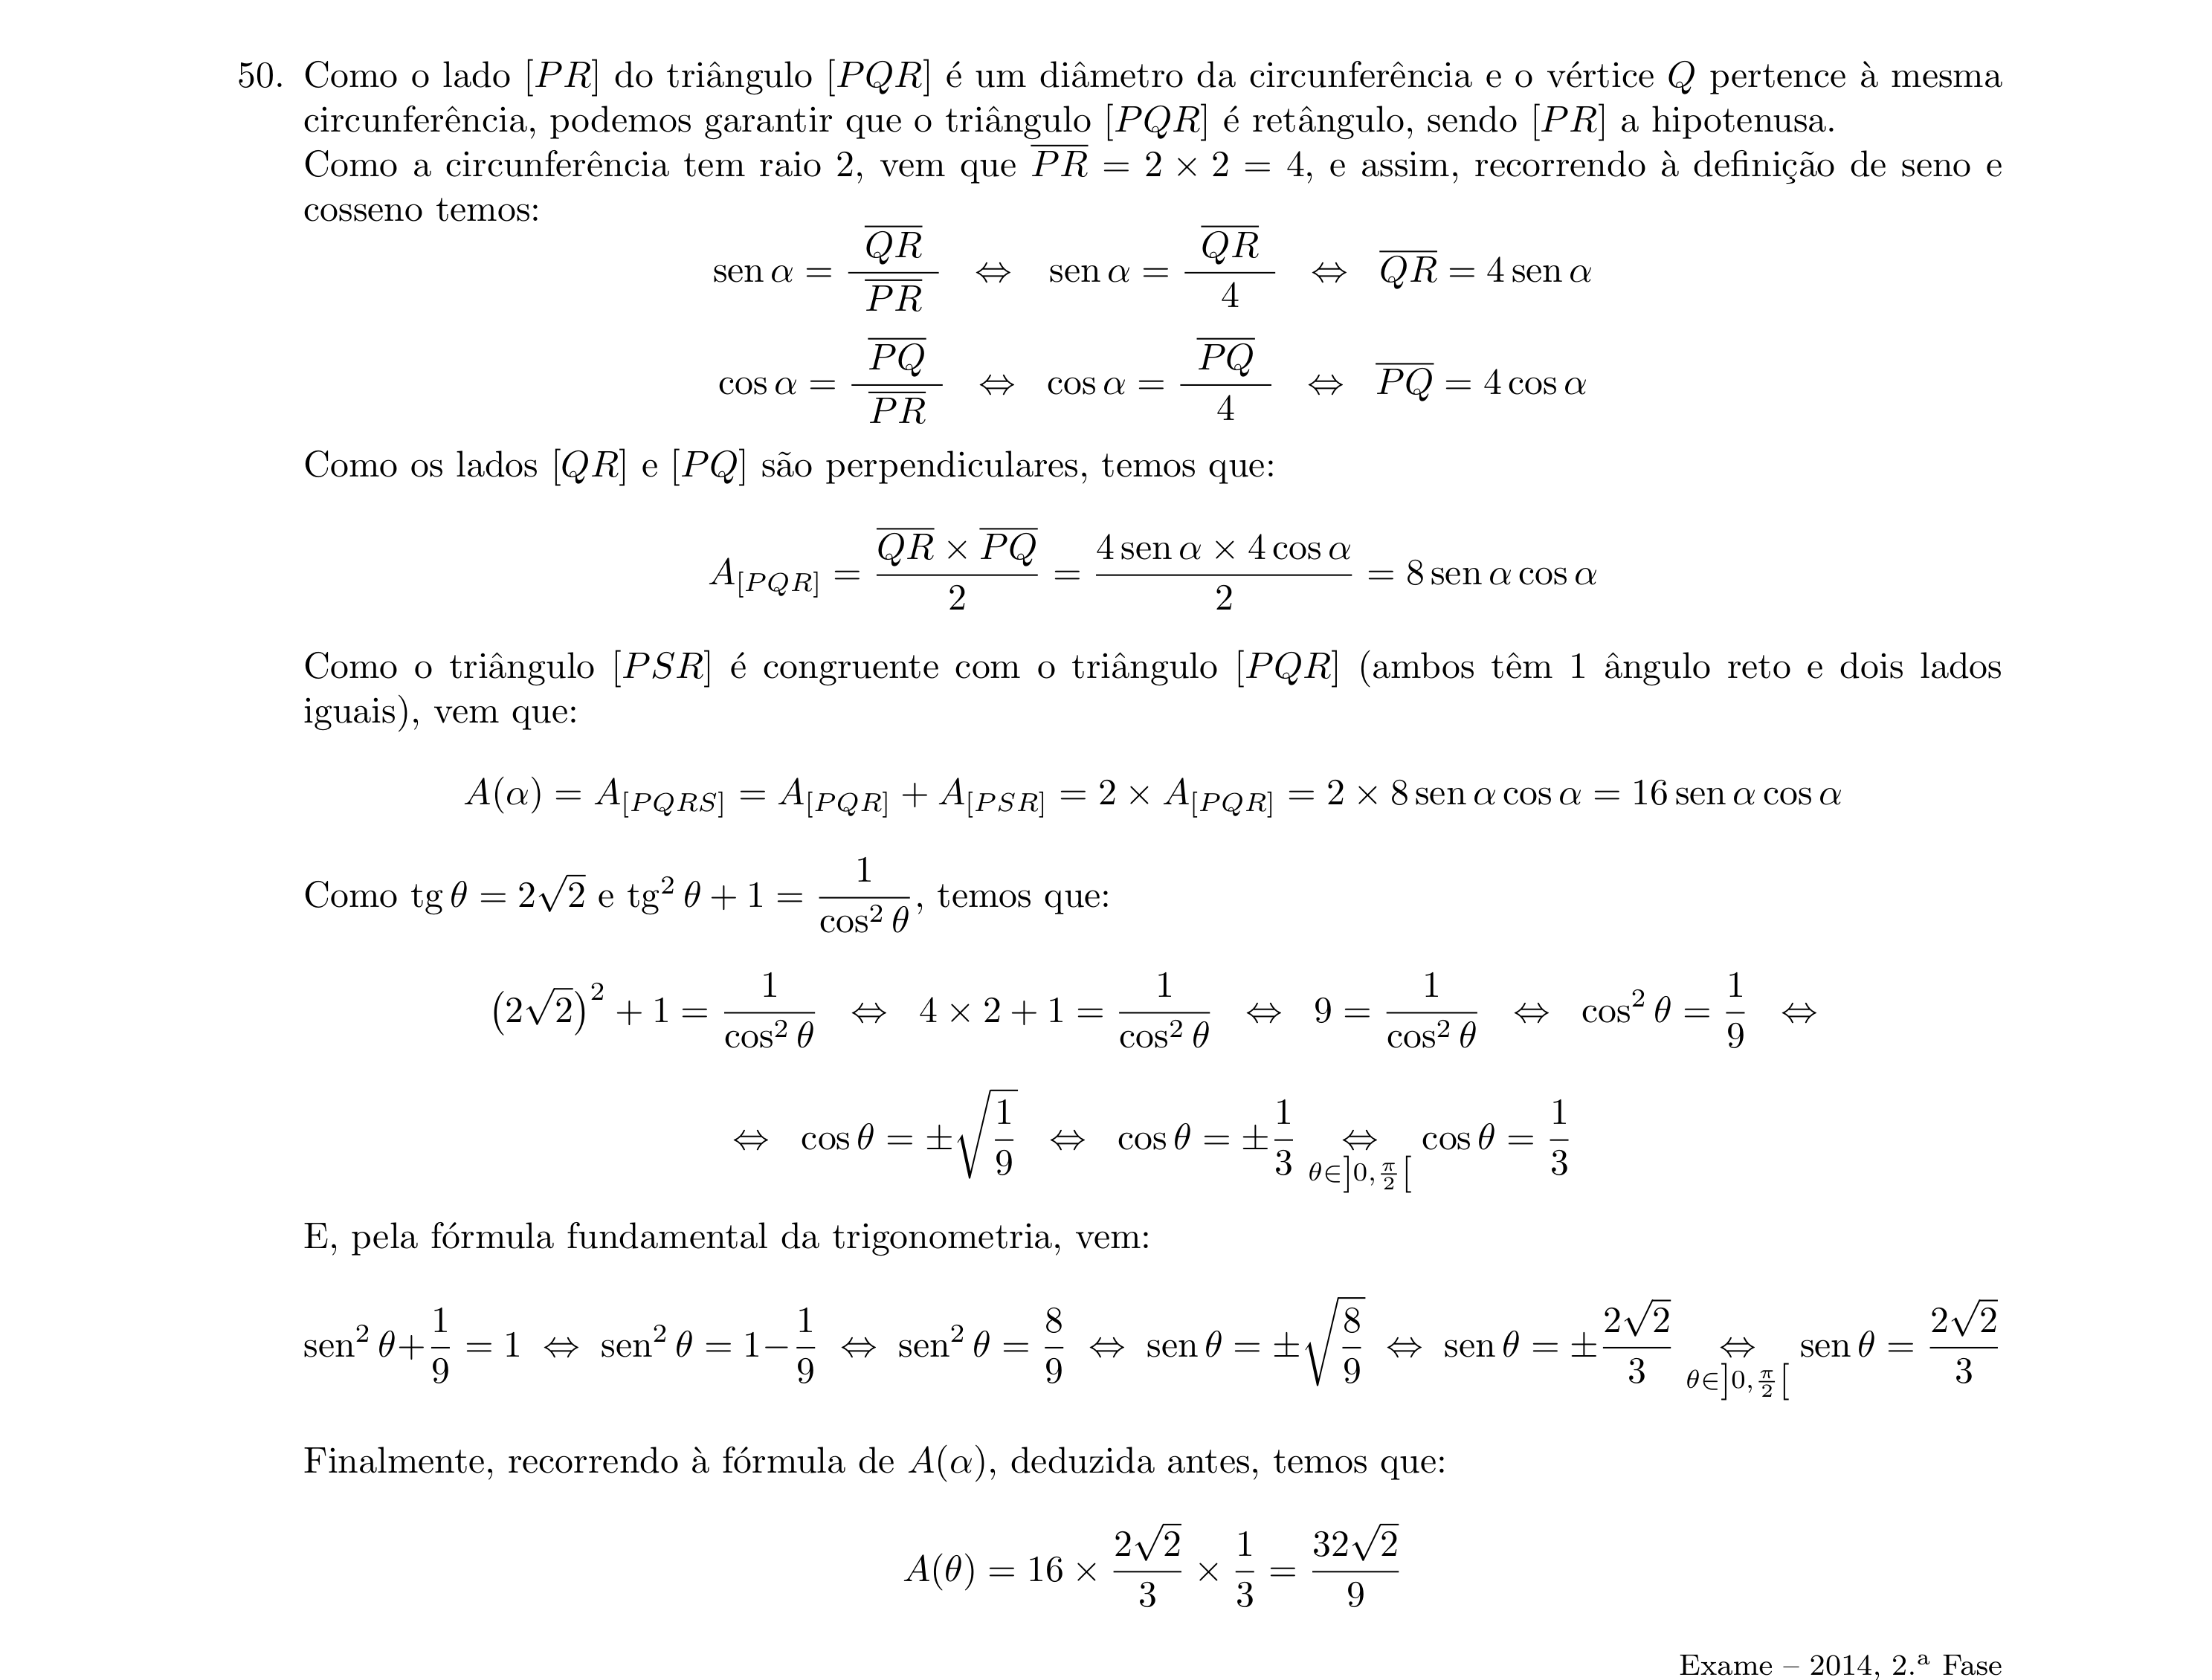 50. Como o lado [PR] do triângulo [PQR] é um diâmetro da circunferência e o vértice Q pertence à mesma
circunferência, podemos garantir que o triângulo [PQR] é retângulo, sendo [PR] a hipotenusa.
Como a circunferência tem raio 2, vem que $\overline{PR} = 2 \times 2 = 4$, e assim, recorrendo à definição de seno e
cosseno temos:
$\operatorname{sen}\alpha = \frac{\overline{QR}}{\overline{PR}} \Leftrightarrow \operatorname{sen}\alpha = \frac{\overline{QR}}{4} \Leftrightarrow \overline{QR} = 4\operatorname{sen}\alpha$
$\cos\alpha = \frac{\overline{PQ}}{\overline{PR}} \Leftrightarrow \cos\alpha = \frac{\overline{PQ}}{4} \Leftrightarrow \overline{PQ} = 4\cos\alpha$
Como os lados [QR] e [PQ] são perpendiculares, temos que:
$A_{[PQR]} = \frac{\overline{QR} \times \overline{PQ}}{2} = \frac{4\operatorname{sen}\alpha \times 4\cos\alpha}{2} = 8\operatorname{sen}\alpha\cos\alpha$
Como o triângulo [PSR] é congruente com o triângulo [PQR] (ambos têm 1 ângulo reto e dois lados
iguais), vem que:
$A(\alpha) = A_{[PQRS]} = A_{[PQR]} + A_{[PSR]} = 2 \times A_{[PQR]} = 2 \times 8\operatorname{sen}\alpha\cos\alpha = 16\operatorname{sen}\alpha\cos\alpha$
Como $\operatorname{tg}\theta = 2\sqrt{2}$ e $\operatorname{tg}^2\theta + 1 = \frac{1}{\cos^2\theta}$, temos que:
$(2\sqrt{2})^2 + 1 = \frac{1}{\cos^2\theta} \Leftrightarrow 4 \times 2 + 1 = \frac{1}{\cos^2\theta} \Leftrightarrow 9 = \frac{1}{\cos^2\theta} \Leftrightarrow \cos^2\theta = \frac{1}{9} \Leftrightarrow$
$\Leftrightarrow \cos\theta = \pm\sqrt{\frac{1}{9}} \Leftrightarrow \cos\theta = \pm\frac{1}{3} \underset{\theta \in ]0, \frac{\pi}{2}[}{\Leftrightarrow} \cos\theta = \frac{1}{3}$
E, pela fórmula fundamental da trigonometria, vem:
$\operatorname{sen}^2\theta + \frac{1}{9} = 1 \Leftrightarrow \operatorname{sen}^2\theta = 1 - \frac{1}{9} \Leftrightarrow \operatorname{sen}^2\theta = \frac{8}{9} \Leftrightarrow \operatorname{sen}\theta = \pm\sqrt{\frac{8}{9}} \Leftrightarrow \operatorname{sen}\theta = \pm\frac{2\sqrt{2}}{3} \underset{\theta \in ]0, \frac{\pi}{2}[}{\Leftrightarrow} \operatorname{sen}\theta = \frac{2\sqrt{2}}{3}$
Finalmente, recorrendo à fórmula de $A(\alpha)$, deduzida antes, temos que:
$A(\theta) = 16 \times \frac{2\sqrt{2}}{3} \times \frac{1}{3} = \frac{32\sqrt{2}}{9}$
Exame – 2014, 2.ª Fase